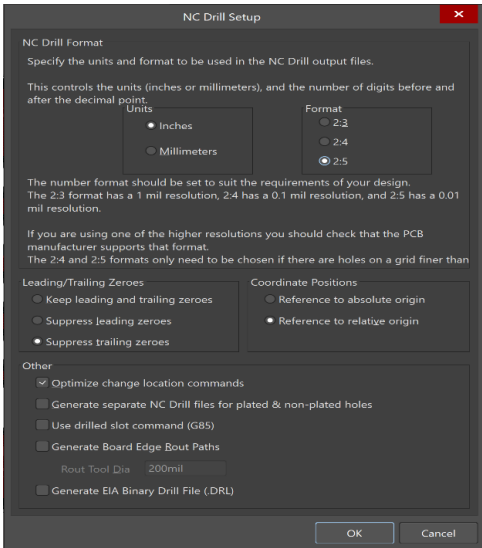 NC Drill Setup
NC Drill Format
Specify the units and format to be used in the NC Drill output files.
This controls the units (inches or millimeters), and the number of digits before and
after the decimal point.
Units
Inches
Millimeters
Format
2:3
2:4
2:5
The number format should be set to suit the requirements of your design.
The 2:3 format has a 1 mil resolution, 2:4 has a 0.1 mil resolution, and 2:5 has a 0.01
mil resolution.
If you are using one of the higher resolutions you should check that the PCB
manufacturer supports that format.
The 2:4 and 2:5 formats only need to be chosen if there are holes on a grid finer than
Leading/Trailing Zeroes
Keep leading and trailing zeroes
Suppress leading zeroes
Suppress trailing zeroes
Coordinate Positions
Reference to absolute origin
Reference to relative origin
Other
Optimize change location commands
Generate separate NC Drill files for plated & non-plated holes
Use drilled slot command (G85)
Generate Board Edge Rout Paths
Rout Tool Dia 200mil
Generate EIA Binary Drill File (.DRL)
OK
Cancel